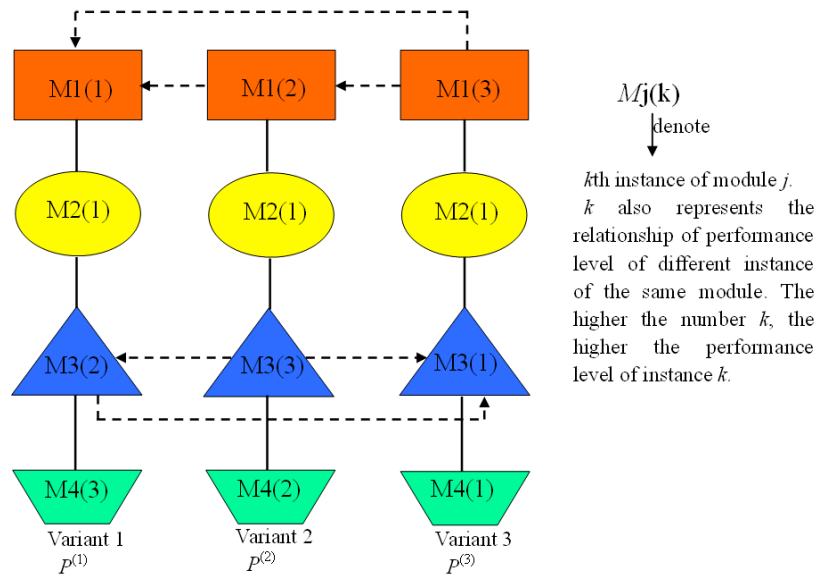 M1(1) M1(2) M1(3)
M2(1) M2(1) M2(1)
M3(2) M3(3) M3(1)
M4(3) M4(2) M4(1)
Variant 1 Variant 2 Variant 3
P(1) P(2) P(3)
Mj(k)
denote
kth instance of module j.
k also represents the
relationship of performance
level of different instance
of the same module. The
higher the number k, the
higher the performance
level of instance k.